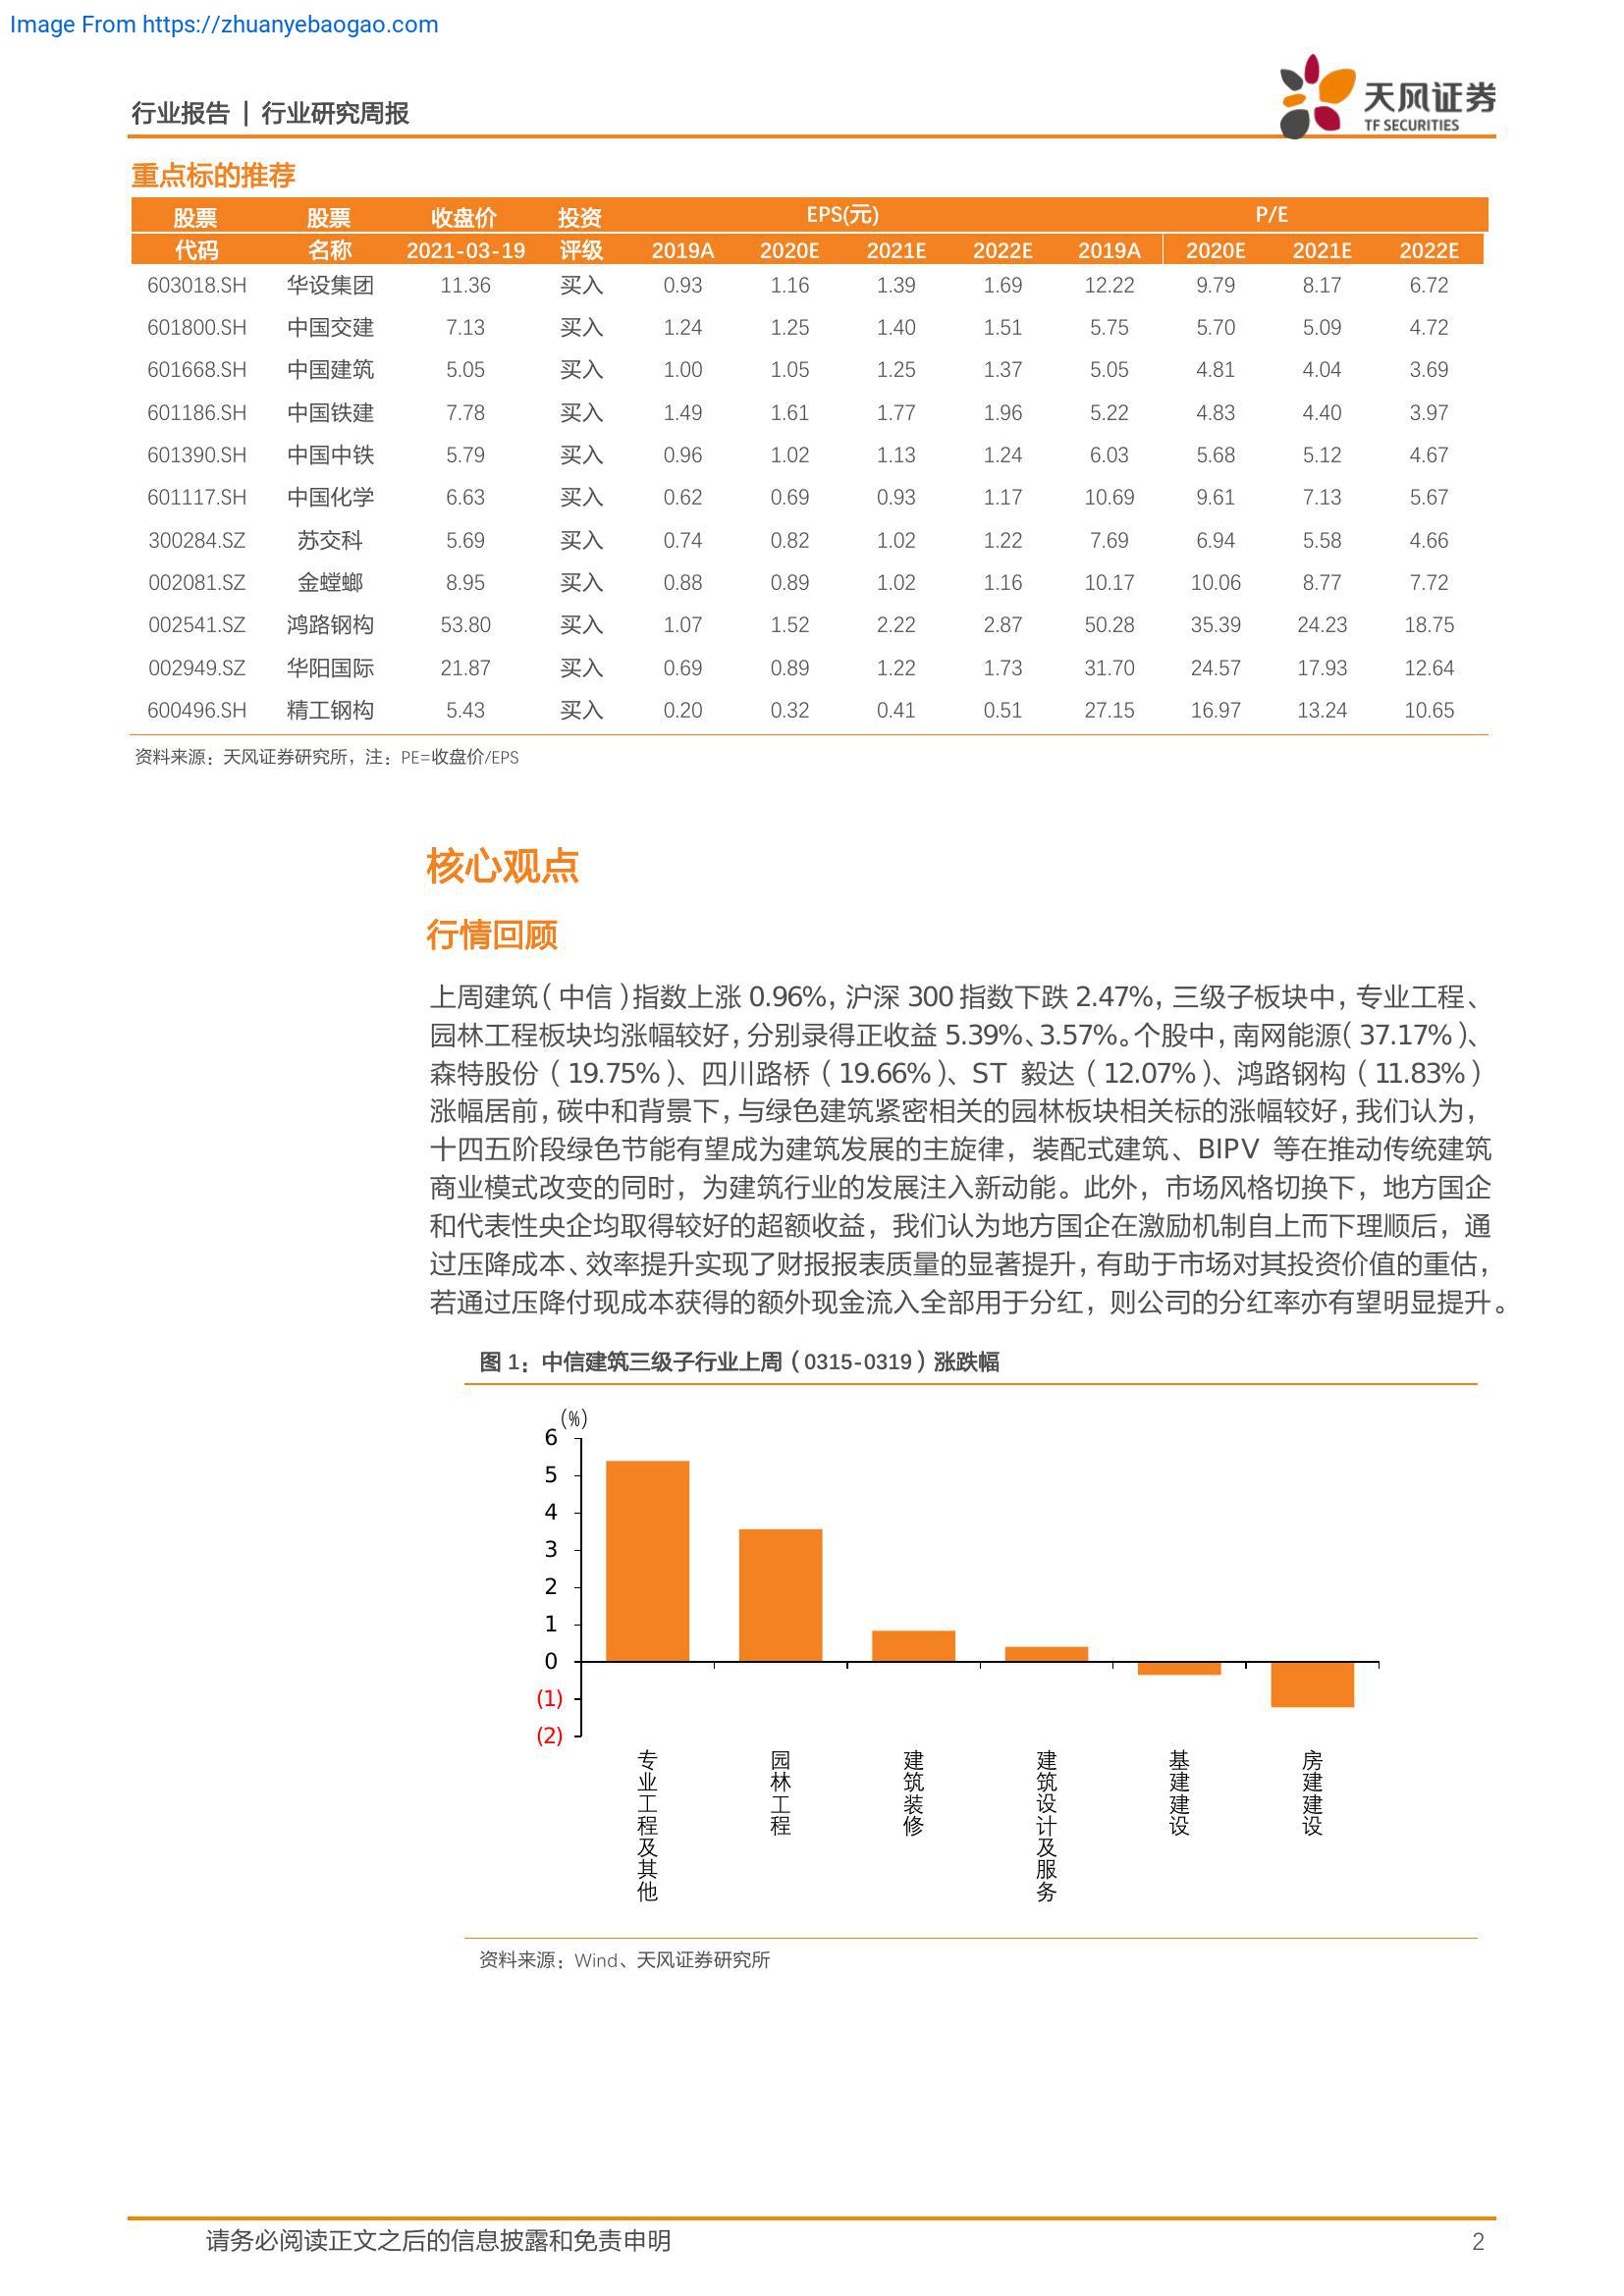 Image From https://zhuanyebaogao.com
行业报告 | 行业研究周报
天风证券
TF SECURITIES
重点标的推荐
股票 股票 收盘价 投资 EPS(元) P/E
代码 名称 2021-03-19 评级 2019A 2020E 2021E 2022E 2019A 2020E 2021E 2022E
603018.SH 华设集团 11.36 买入 0.93 1.16 1.39 1.69 12.22 9.79 8.17 6.72
601800.SH 中国交建 7.13 买入 1.24 1.25 1.40 1.51 5.75 5.70 5.09 4.72
601668.SH 中国建筑 5.05 买入 1.00 1.05 1.25 1.37 5.05 4.81 4.04 3.69
601186.SH 中国铁建 7.78 买入 1.49 1.61 1.77 1.96 5.22 4.83 4.40 3.97
601390.SH 中国中铁 5.79 买入 0.96 1.02 1.13 1.24 6.03 5.68 5.12 4.67
601117.SH 中国化学 6.63 买入 0.62 0.69 0.93 1.17 10.69 9.61 7.13 5.67
300284.SZ 苏交科 5.69 买入 0.74 0.82 1.02 1.22 7.69 6.94 5.58 4.66
002081.SZ 金螳螂 8.95 买入 0.88 0.89 1.02 1.16 10.17 10.06 8.77 7.72
002541.SZ 鸿路钢构 53.80 买入 1.07 1.52 2.22 2.87 50.28 35.39 24.23 18.75
002949.SZ 华阳国际 21.87 买入 0.69 0.89 1.22 1.73 31.70 24.57 17.93 12.64
600496.SH 精工钢构 5.43 买入 0.20 0.32 0.41 0.51 27.15 16.97 13.24 10.65
资料来源：天风证券研究所，注：PE=收盘价/EPS
核心观点
行情回顾
上周建筑（中信）指数上涨 0.96%，沪深 300 指数下跌 2.47%，三级子板块中，专业工程、
园林工程板块均涨幅较好，分别录得正收益 5.39%、3.57%。个股中，南网能源（37.17%）、
森特股份（19.75%）、四川路桥（19.66%）、ST 毅达（12.07%）、鸿路钢构（11.83%）
涨幅居前，碳中和背景下，与绿色建筑紧密相关的园林板块相关标的涨幅较好，我们认为，
十四五阶段绿色节能有望成为建筑发展的主旋律，装配式建筑、BIPV 等在推动传统建筑
商业模式改变的同时，为建筑行业的发展注入新动能。此外，市场风格切换下，地方国企
和代表性央企均取得较好的超额收益，我们认为地方国企在激励机制自上而下理顺后，通
过压降成本、效率提升实现了财报报表质量的显著提升，有助于市场对其投资价值的重估，
若通过压降付现成本获得的额外现金流入全部用于分红，则公司的分红率亦有望明显提升。
图 1：中信建筑三级子行业上周（0315-0319）涨跌幅
(%)
6
5
4
3
2
1
0
(1)
(2)
专业工程及其他
园林工程
建筑装修
建筑设计及服务
基建建设
房建建设
资料来源：Wind、天风证券研究所
请务必阅读正文之后的信息披露和免责申明 2